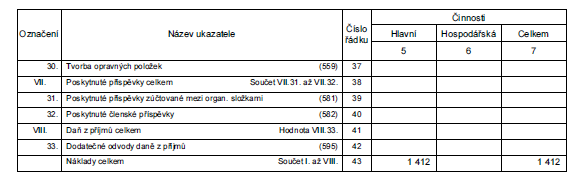 Označení Název ukazatele Číslo řádku Činnosti
Hlavní Hospodářská Celkem
5 6 7
30. Tvorba opravných položek (559) 37
VII. Poskytnuté příspěvky celkem Součet VII.31. až VII.32. 38
31. Poskytnuté příspěvky zúčtované mezi organ. složkami (581) 39
32. Poskytnuté členské příspěvky (582) 40
VIII. Daň z příjmů celkem Hodnota VIII.33. 41
33. Dodatečné odvody daně z příjmů (595) 42
Náklady celkem Součet I. až VIII. 43 1 412 1 412